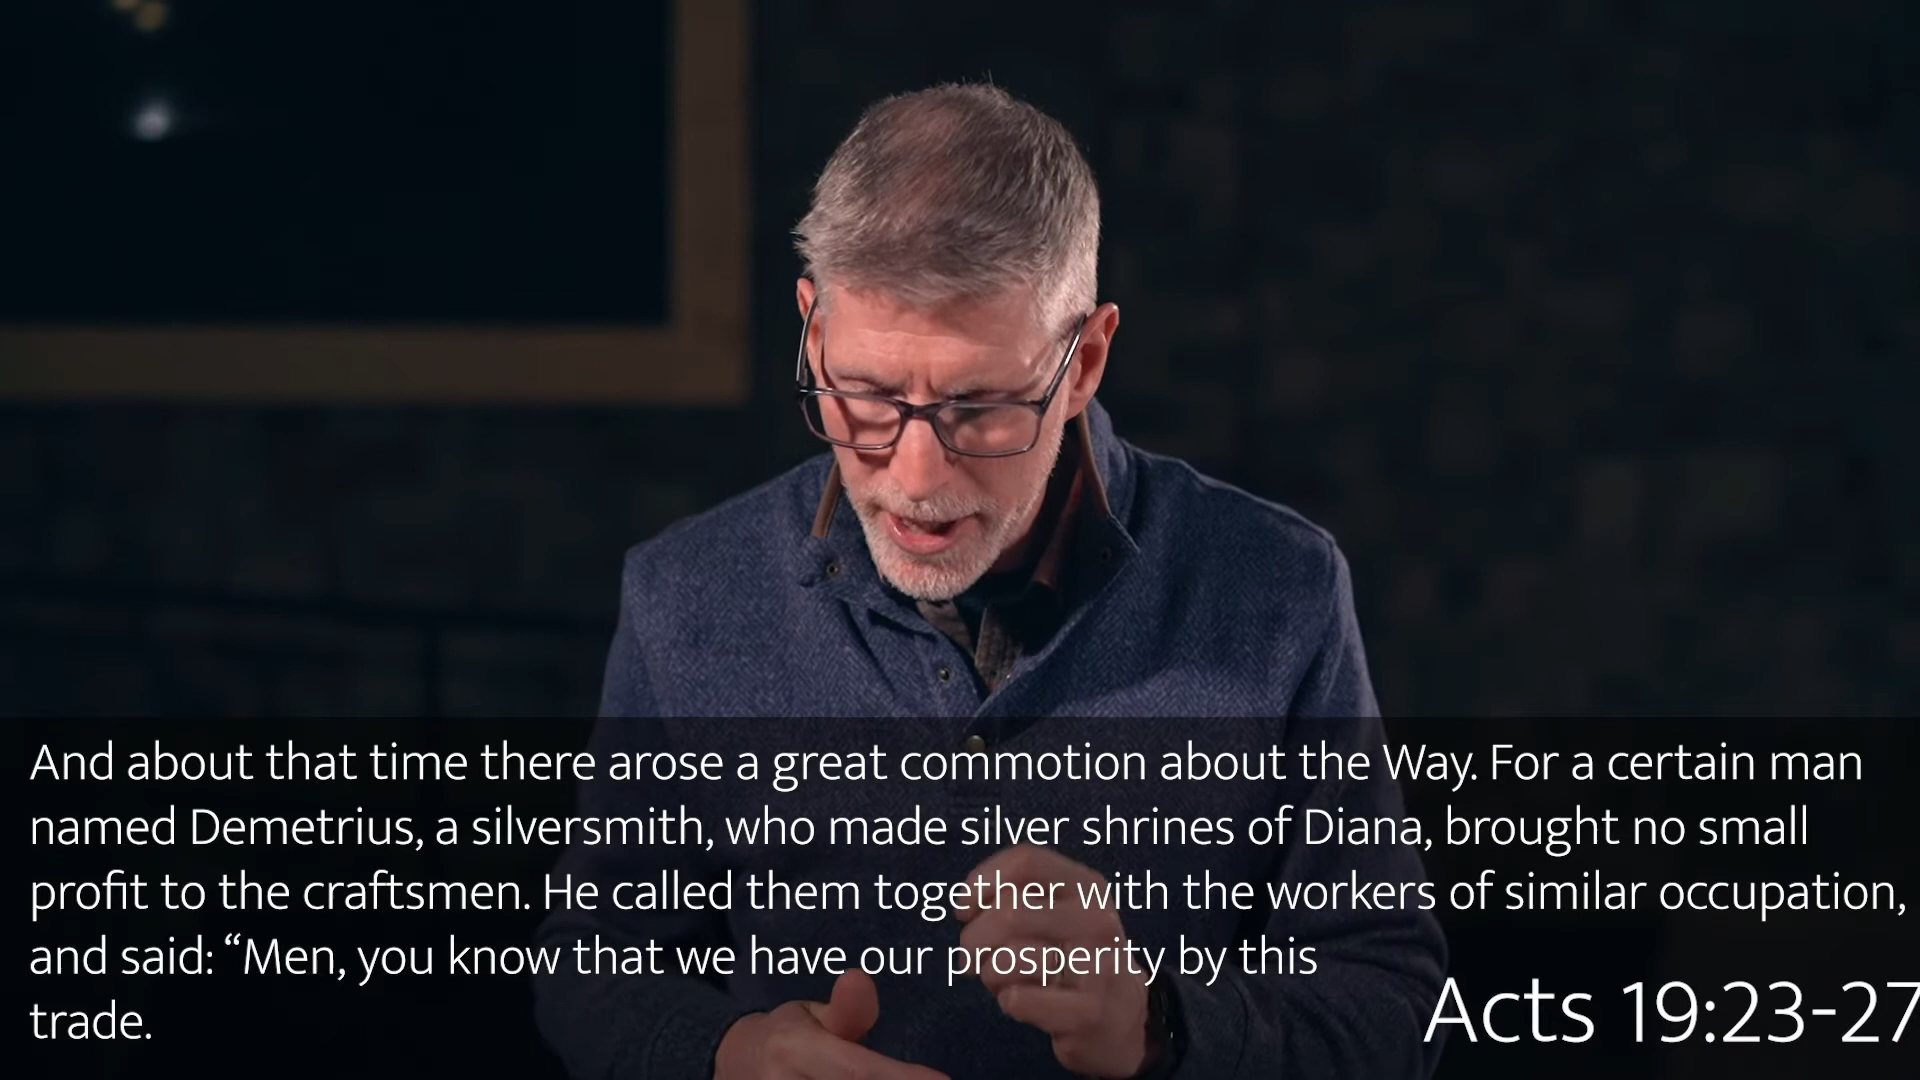 And about that time there arose a great commotion about the Way. For a certain man
named Demetrius, a silversmith, who made silver shrines of Diana, brought no small
profit to the craftsmen. He called them together with the workers of similar occupation,
and said: “Men, you know that we have our prosperity by this
trade.
Acts 19:23-27